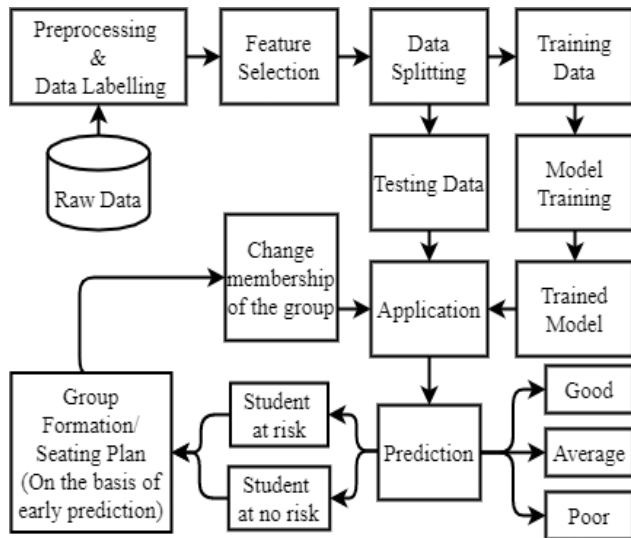 Preprocessing
&
Data Labelling
Feature
Selection
Data
Splitting
Training
Data
Raw Data
Testing Data
Model
Training
Change
membership
of the group
Application
Trained
Model
Group
Formation/
Seating Plan
(On the basis of
early prediction)
Student
at risk
Student
at no risk
Prediction
Good
Average
Poor